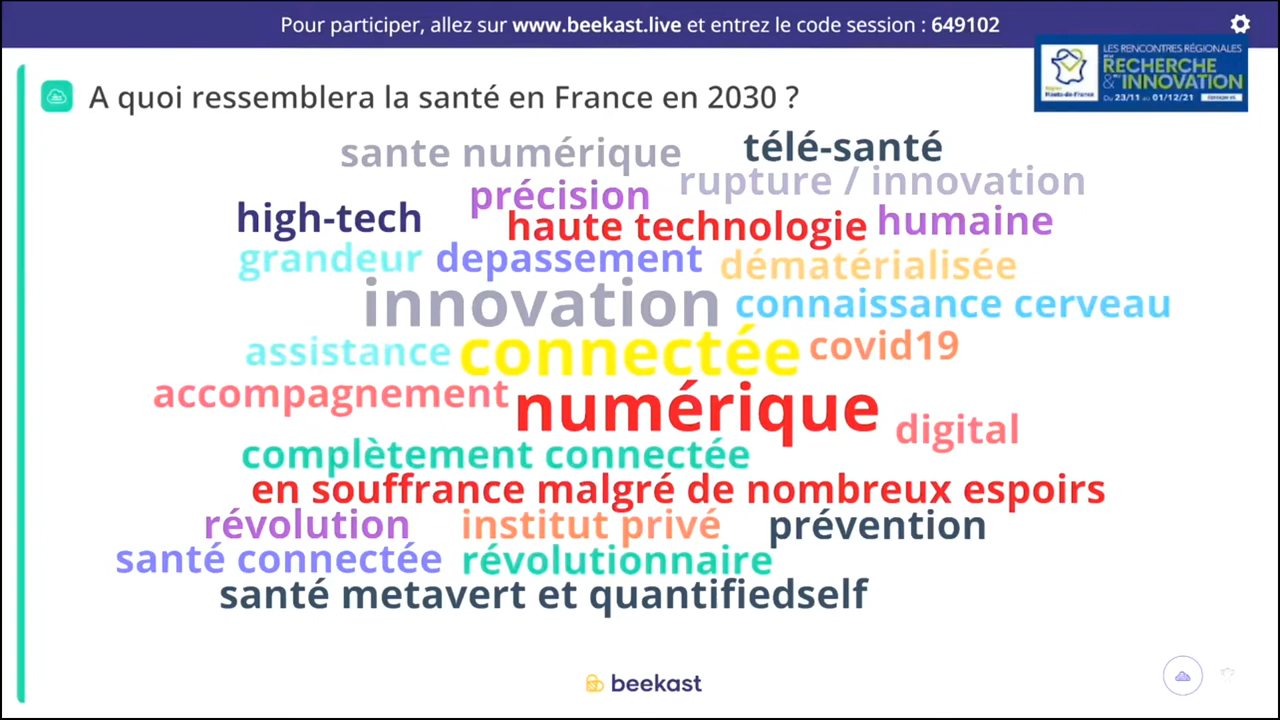 Pour participer, allez sur www.beekast.live et entrez le code session : 649102
LES RENCONTRES RÉGIONALES
RECHERCHE
& INNOVATION
Hauts-de-France
Du 23/11 au 01/12/21
A quoi ressemblera la santé en France en 2030 ?
sante numérique
télé-santé
précision
rupture / innovation
high-tech
haute technologie
humaine
grandeur
depassement
dématérialisée
innovation
connaissance cerveau
assistance
connectée
covid19
accompagnement
numérique
digital
complètement connectée
en souffrance malgré de nombreux espoirs
révolution
institut privé
prévention
santé connectée
révolutionnaire
santé metavert et quantifiedself
beekast